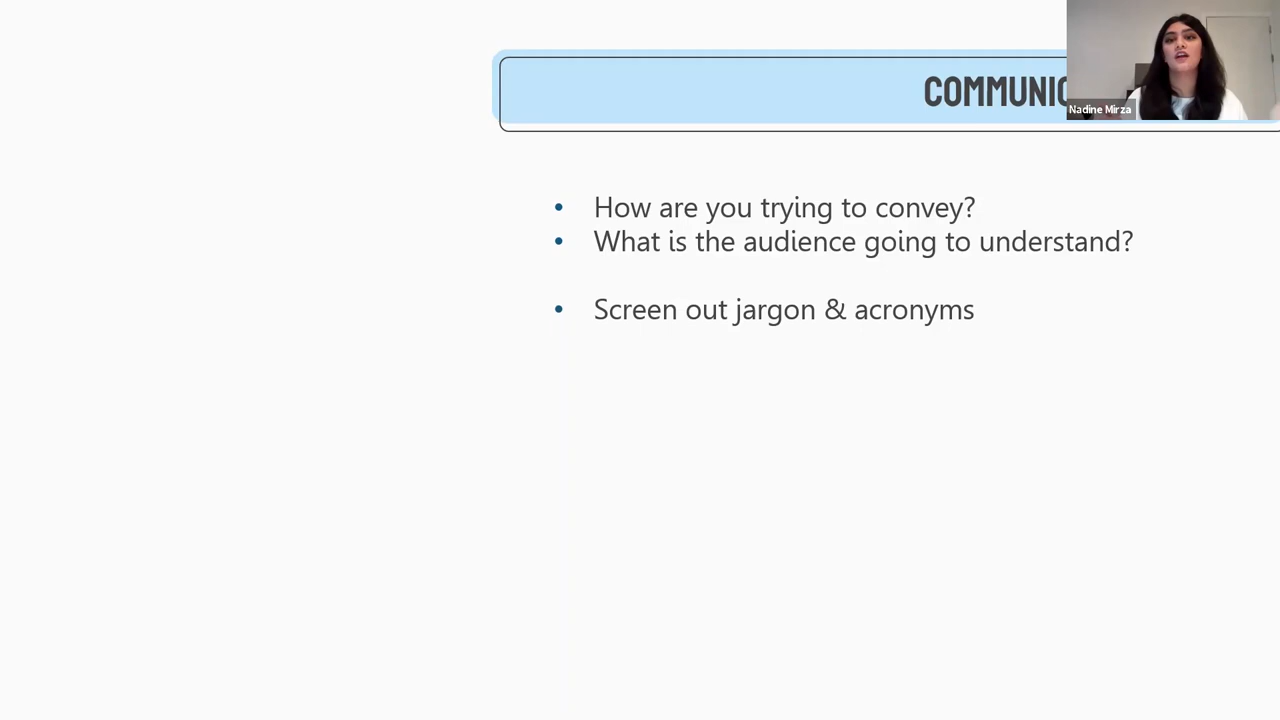 COMMUNIC
Nadine Mirza
• How are you trying to convey?
• What is the audience going to understand?
• Screen out jargon & acronyms